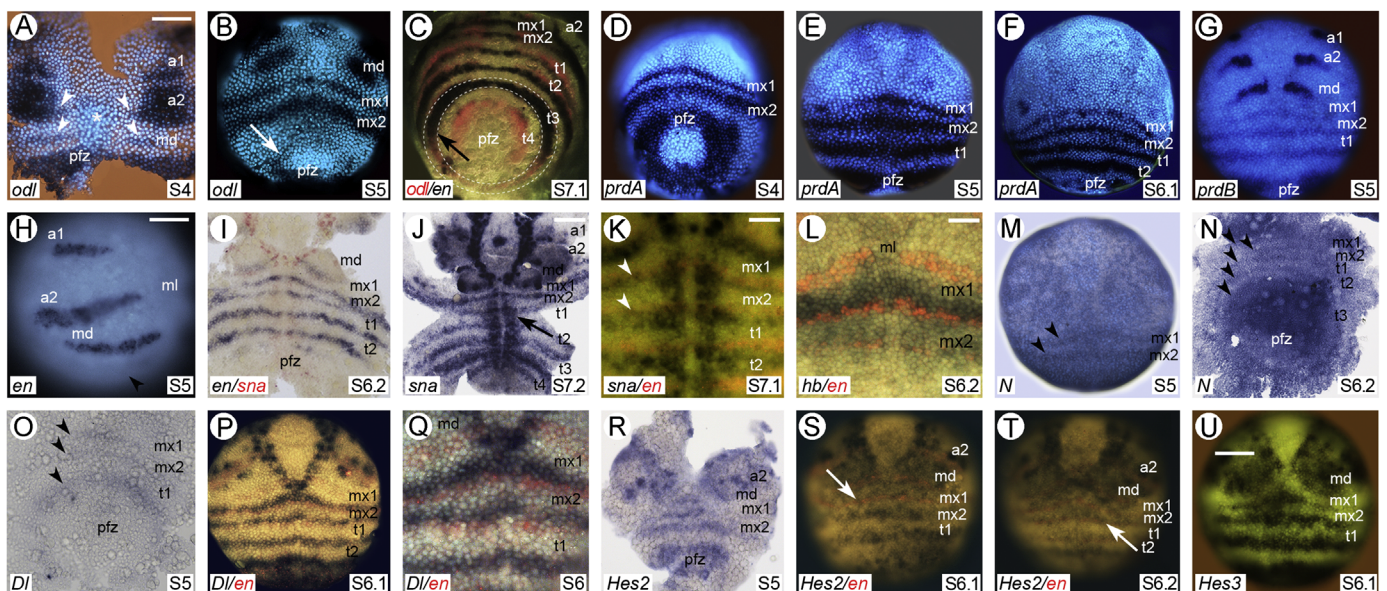 A
a1
a2
md
pfz
odl
S4
B
md
mx1
mx2
pfz
odl
S5
C
mx1
mx2
a2
t1
t2
t3
t4
pfz
odl/en
S7.1
D
mx1
mx2
pfz
prdA
S4
E
mx1
mx2
t1
pfz
prdA
S5
F
mx1
mx2
t1
t2
pfz
prdA
S6.1
G
a1
a2
md
mx1
mx2
t1
pfz
prdB
S5
H
a1
ml
a2
md
en
S5
I
md
mx1
mx2
t1
t2
pfz
en/sna
S6.2
J
a1
a2
md
mx1
mx2
t1
t2
t3
t4
sna
S7.2
K
mx1
mx2
t1
t2
sna/en
S7.1
L
ml
mx1
mx2
hb/en
S6.2
M
mx1
mx2
N
S5
N
mx1
mx2
t1
t2
t3
pfz
N
S6.2
O
mx1
mx2
t1
pfz
Dl
S5
P
mx1
mx2
t1
t2
Dl/en
S6.1
Q
md
mx1
mx2
t1
Dl/en
S6
R
a2
md
mx1
mx2
pfz
Hes2
S5
S
a2
md
mx1
mx2
t1
Hes2/en
S6.1
T
a2
md
mx1
mx2
t1
t2
Hes2/en
S6.2
U
md
mx1
mx2
t1
Hes3
S6.1